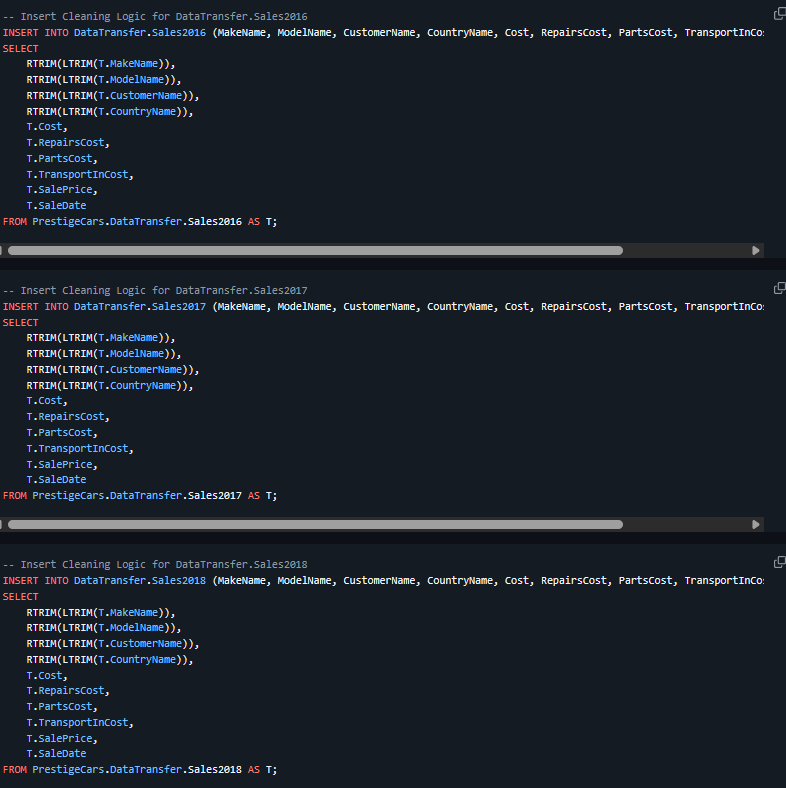 -- Insert Cleaning Logic for DataTransfer.Sales2016
INSERT INTO DataTransfer.Sales2016 (MakeName, ModelName, CustomerName, CountryName, Cost, RepairsCost, PartsCost, TransportInCos
SELECT
    RTRIM(LTRIM(T.MakeName)),
    RTRIM(LTRIM(T.ModelName)),
    RTRIM(LTRIM(T.CustomerName)),
    RTRIM(LTRIM(T.CountryName)),
    T.Cost,
    T.RepairsCost,
    T.PartsCost,
    T.TransportInCost,
    T.SalePrice,
    T.SaleDate
FROM PrestigeCars.DataTransfer.Sales2016 AS T;
-- Insert Cleaning Logic for DataTransfer.Sales2017
INSERT INTO DataTransfer.Sales2017 (MakeName, ModelName, CustomerName, CountryName, Cost, RepairsCost, PartsCost, TransportInCos
SELECT
    RTRIM(LTRIM(T.MakeName)),
    RTRIM(LTRIM(T.ModelName)),
    RTRIM(LTRIM(T.CustomerName)),
    RTRIM(LTRIM(T.CountryName)),
    T.Cost,
    T.RepairsCost,
    T.PartsCost,
    T.TransportInCost,
    T.SalePrice,
    T.SaleDate
FROM PrestigeCars.DataTransfer.Sales2017 AS T;
-- Insert Cleaning Logic for DataTransfer.Sales2018
INSERT INTO DataTransfer.Sales2018 (MakeName, ModelName, CustomerName, CountryName, Cost, RepairsCost, PartsCost, TransportInCos
SELECT
    RTRIM(LTRIM(T.MakeName)),
    RTRIM(LTRIM(T.ModelName)),
    RTRIM(LTRIM(T.CustomerName)),
    RTRIM(LTRIM(T.CountryName)),
    T.Cost,
    T.RepairsCost,
    T.PartsCost,
    T.TransportInCost,
    T.SalePrice,
    T.SaleDate
FROM PrestigeCars.DataTransfer.Sales2018 AS T;